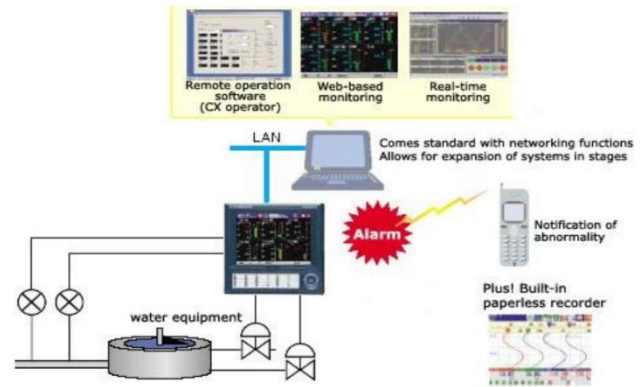 Remote operation
software
(CX operator)
Web-based
monitoring
Real-time
monitoring
LAN
Comes standard with networking functions
Allows for expansion of systems in stages
Alarm
Notification of
abnormality
Plus! Built-in
paperless recorder
water equipment